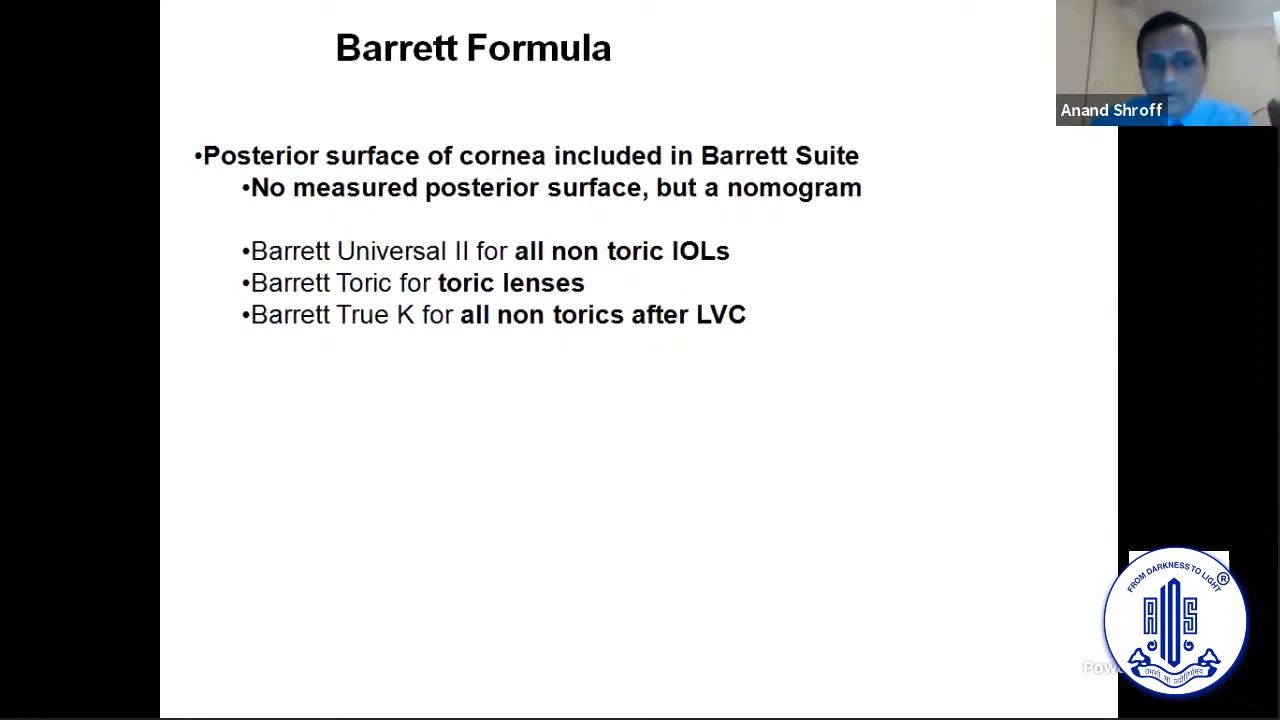 Barrett Formula
Anand Shroff
•Posterior surface of cornea included in Barrett Suite
•No measured posterior surface, but a nomogram
•Barrett Universal II for all non toric IOLs
•Barrett Toric for toric lenses
•Barrett True K for all non torics after LVC
FROM DARKNESS TO LIGHT ®
AIOS